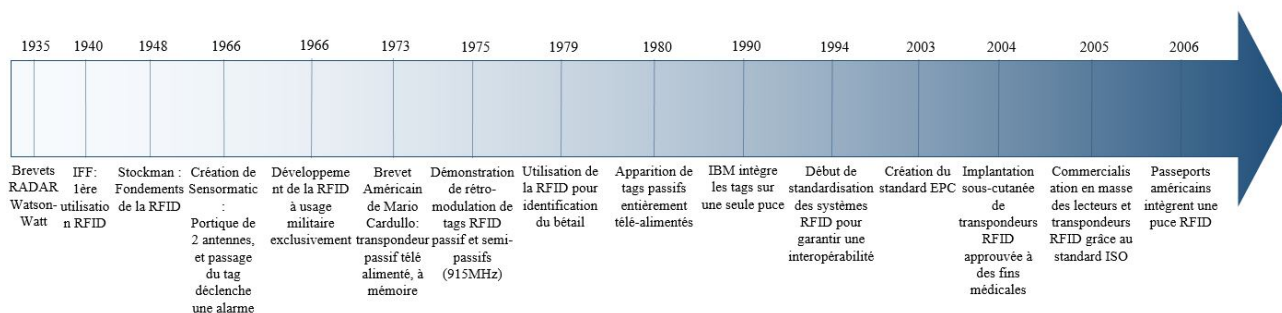 1935
1940
1948
1966
1966
1973
1975
1979
1980
1990
1994
2003
2004
2005
2006
Brevets
RADAR
Watson-
Watt
IFF:
1ère
utilisatio
n RFID
Stockman :
Fondements
de la RFID
Création de
Sensormatic
:
Portique de
2 antennes,
et passage
du tag
déclenche
une alarme
Développeme
nt de la RFID
à usage
militaire
exclusivement
Brevet
Américain
de Mario
Cardullo:
transpondeur
passif télé
alimenté, à
mémoire
Démonstration
de rétro-
modulation de
tags RFID
passif et semi-
passifs
(915MHz)
Utilisation de
la RFID pour
identification
du bétail
Apparition de
tags passifs
entièrement
télé-alimentés
IBM intègre
les tags sur
une seule puce
Début de
standardisation
des systèmes
RFID pour
garantir une
interopérabilité
Création du
standard EPC
Implantation
sous-cutanée
de
transpondeurs
RFID
approuvée à
des fins
médicales
Commercialis
ation en masse
des lecteurs et
transpondeurs
RFID grâce au
standard ISO
Passeports
américains
intègrent une
puce RFID